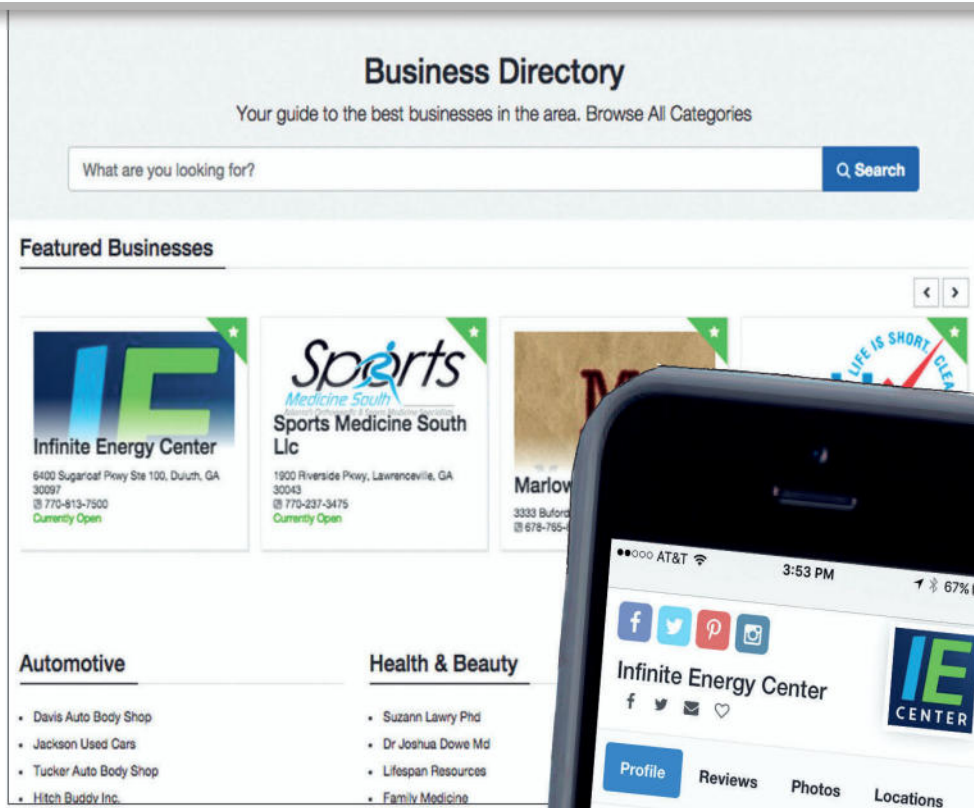 Business Directory
Your guide to the best businesses in the area. Browse All Categories
What are you looking for?
Search
Featured Businesses
IE
Infinite Energy Center
6400 Sugarloaf Pkwy Ste 100, Duluth, GA
30097
770-813-7500
Currently Open
Sports
Medicine South
Sports Medicine South
Llc
1900 Riverside Pkwy, Lawrenceville, GA
30043
770-237-3475
Currently Open
M
Marlow
3333 Buford
678-765-
LIFE IS SHORT. CLEA
Automotive
Davis Auto Body Shop
Jackson Used Cars
Tucker Auto Body Shop
Hitch Buddy Inc.
Health & Beauty
Suzann Lawry Phd
Dr Joshua Dowe Md
Lifespan Resources
Family Medicine
AT&T
3:53 PM
67%
Infinite Energy Center
IE
CENTER
Profile
Reviews
Photos
Locations